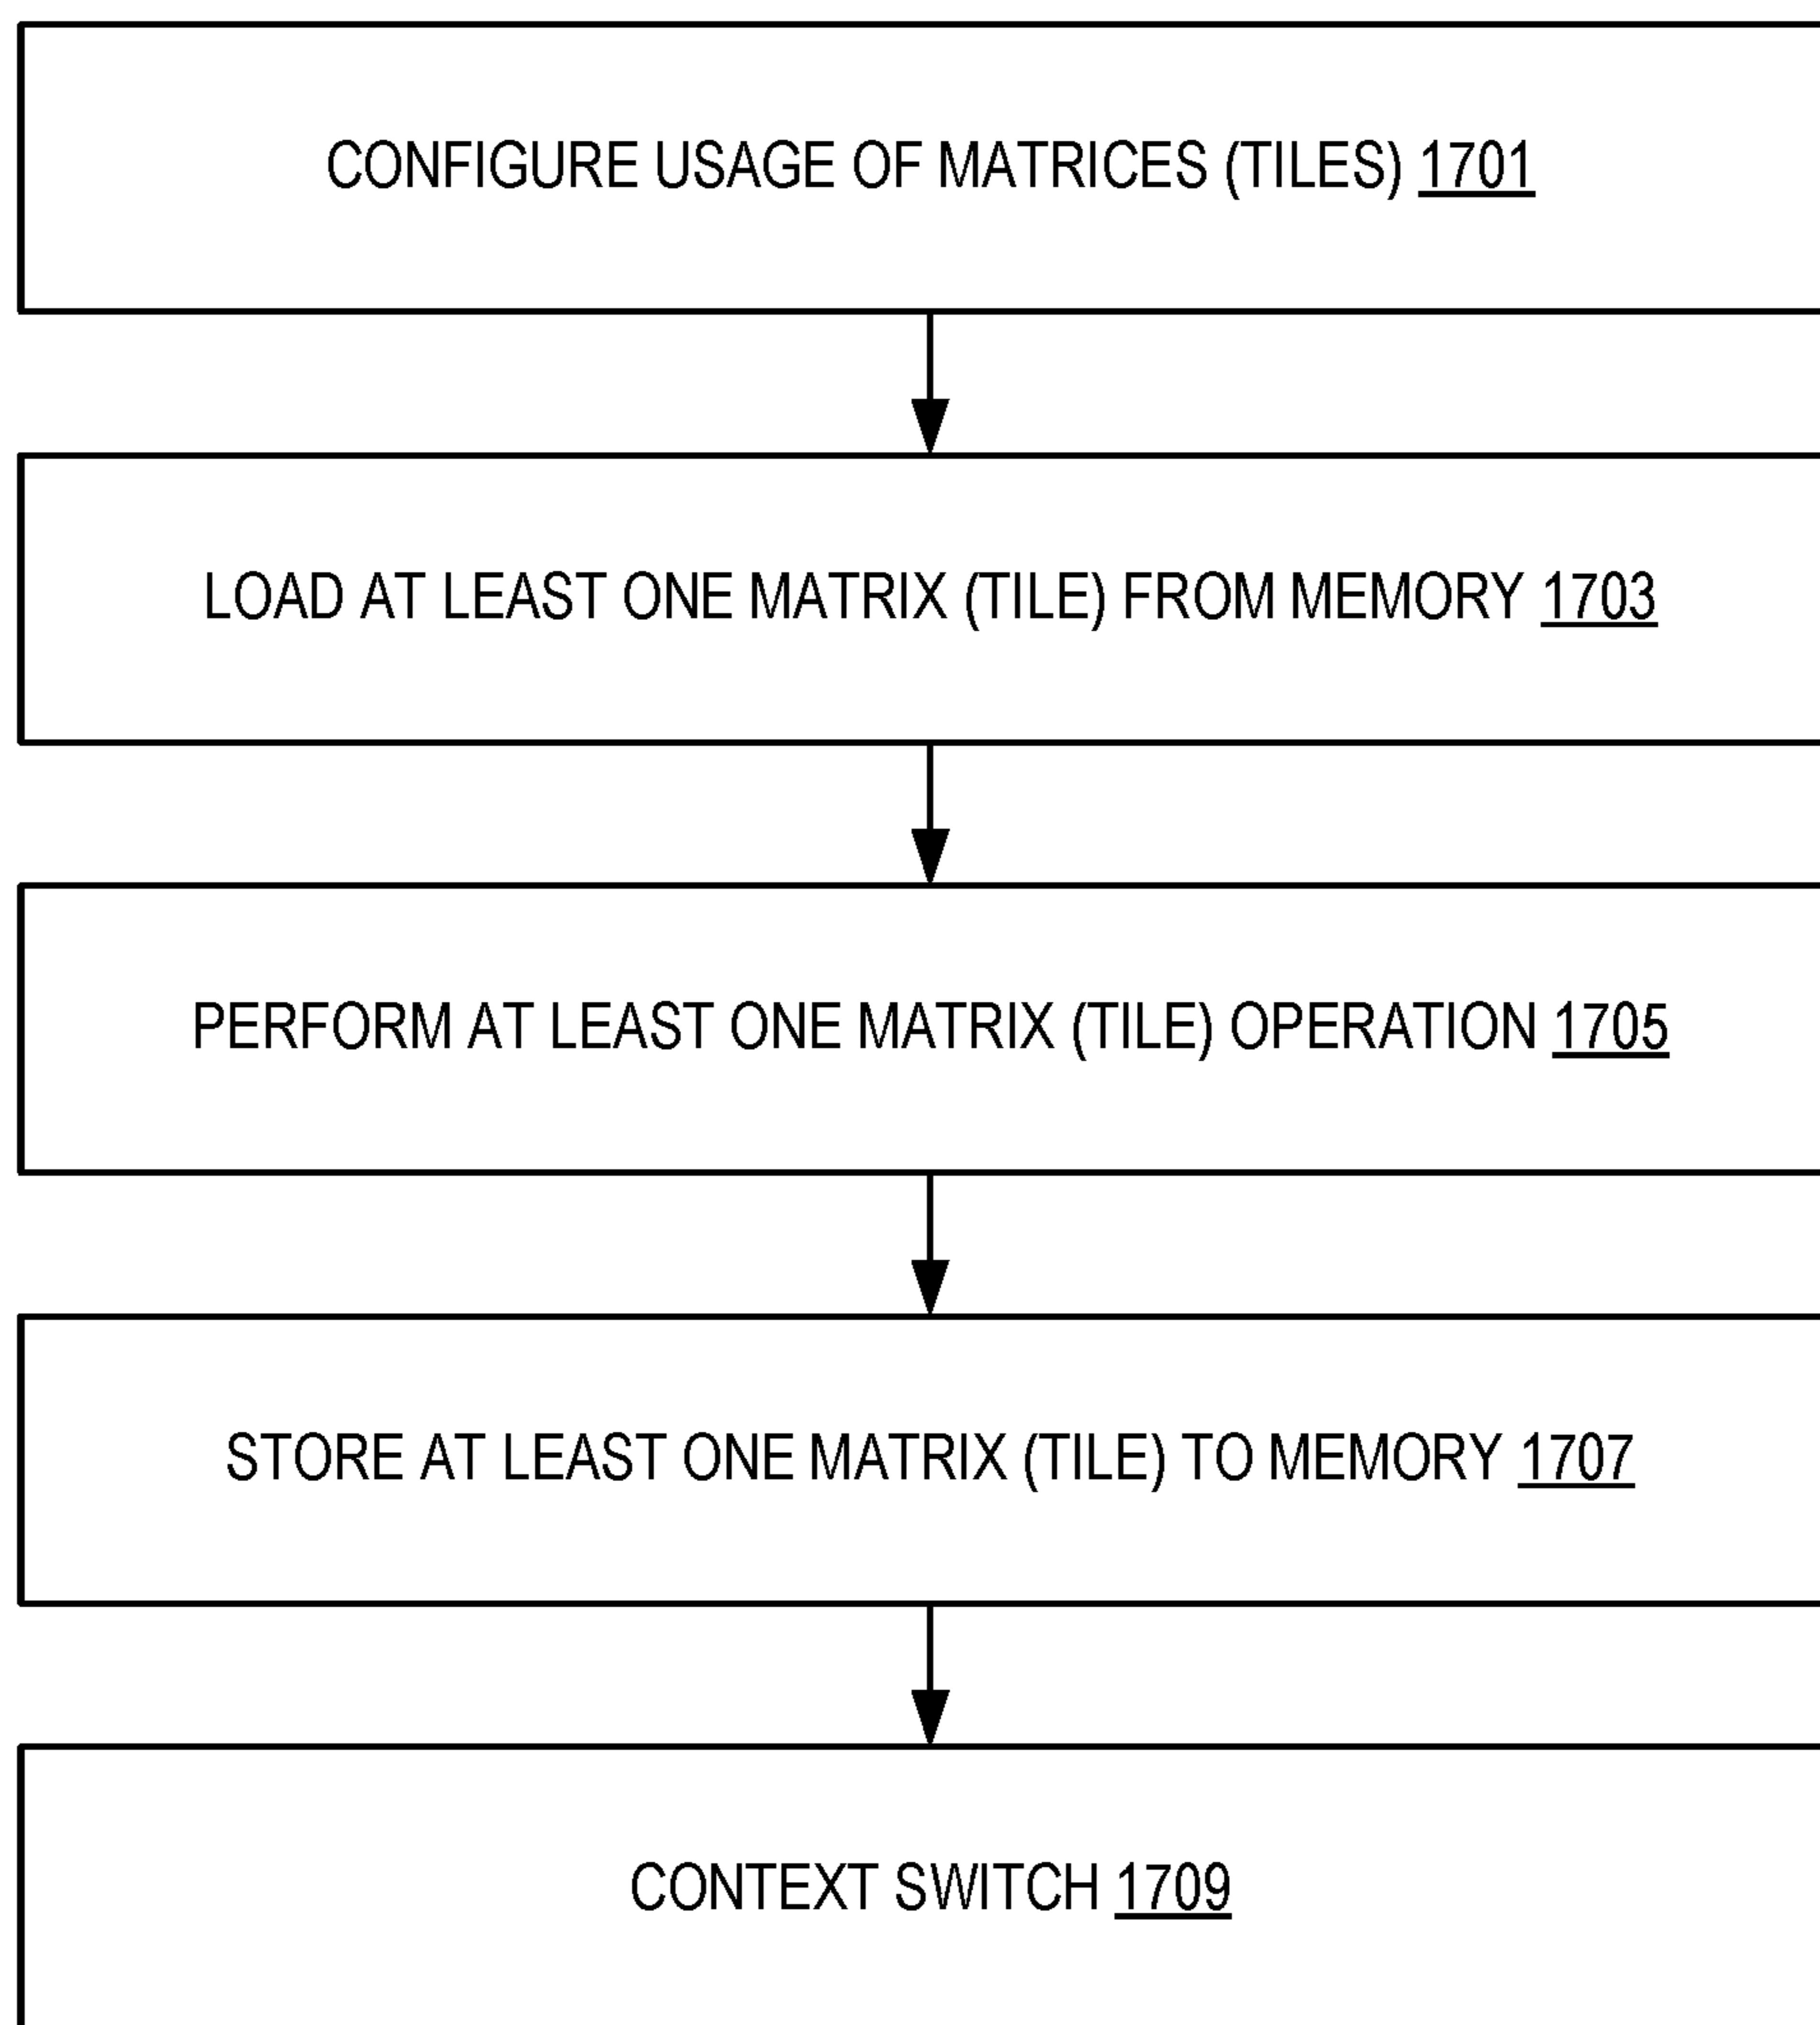 CONFIGURE USAGE OF MATRICES (TILES) 1701
LOAD AT LEAST ONE MATRIX (TILE) FROM MEMORY 1703
PERFORM AT LEAST ONE MATRIX (TILE) OPERATION 1705
STORE AT LEAST ONE MATRIX (TILE) TO MEMORY 1707
CONTEXT SWITCH 1709